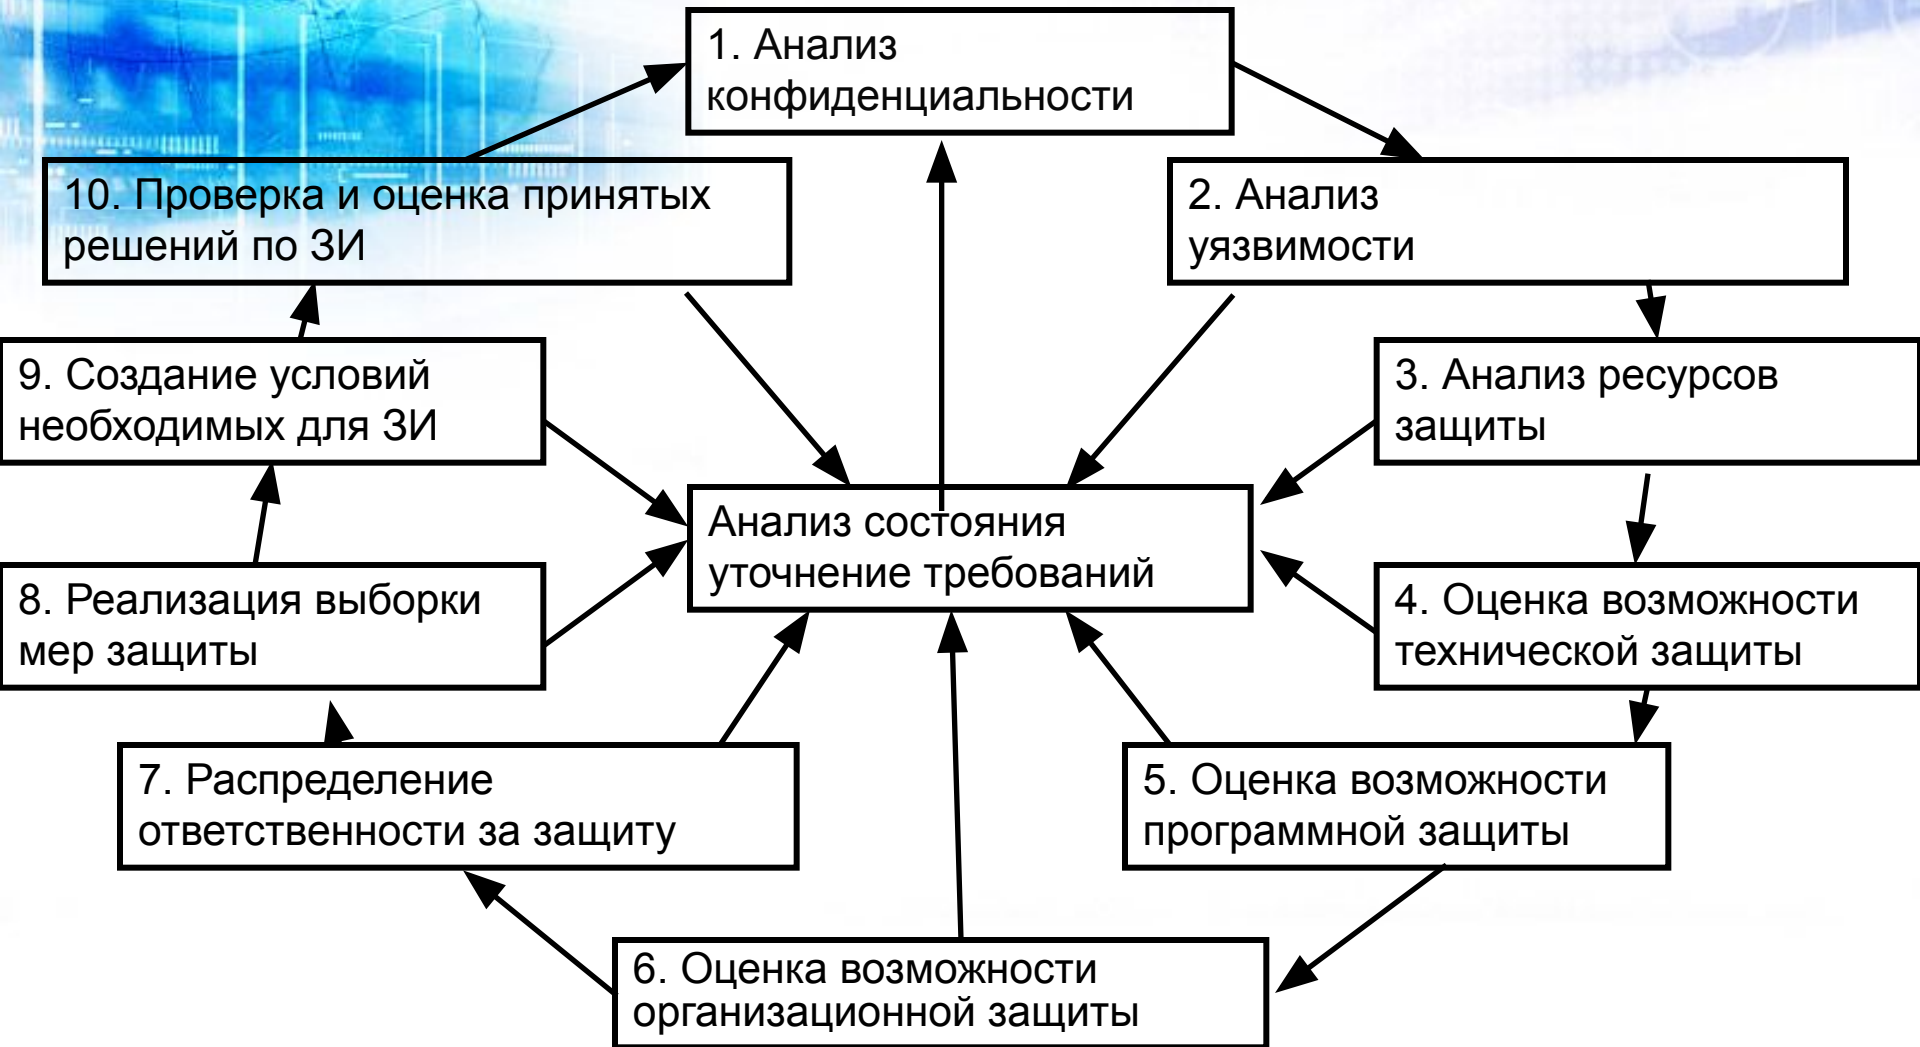 1. Анализ
конфиденциальности
10. Проверка и оценка принятых
решений по ЗИ
2. Анализ
уязвимости
9. Создание условий
необходимых для ЗИ
3. Анализ ресурсов
защиты
Анализ состояния
уточнение требований
8. Реализация выборки
мер защиты
4. Оценка возможности
технической защиты
7. Распределение
ответственности за защиту
5. Оценка возможности
программной защиты
6. Оценка возможности
организационной защиты